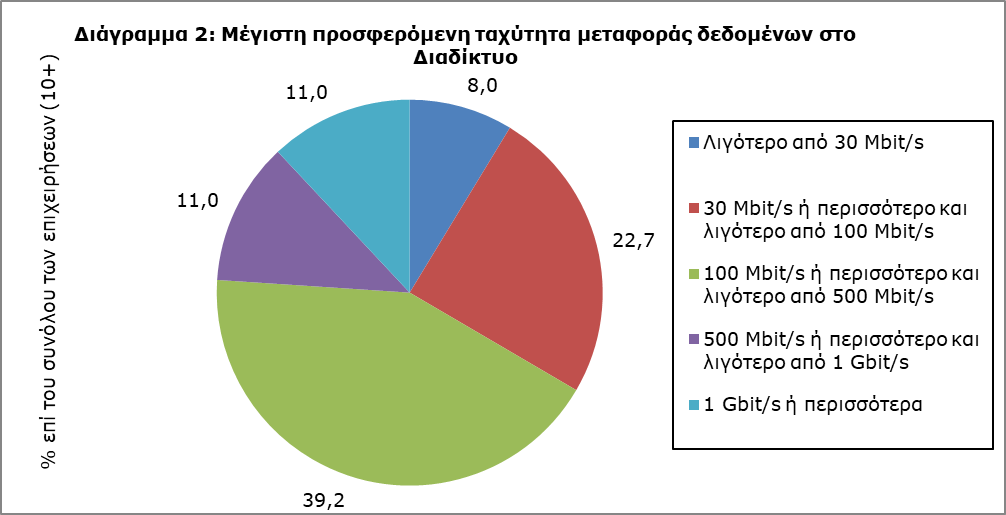 Διάγραμμα 2: Μέγιστη προσφερόμενη ταχύτητα μεταφοράς δεδομένων στο
Διαδίκτυο
% επί του συνόλου των επιχειρήσεων (10+)
8,0
22,7
39,2
11,0
11,0
Λιγότερο από 30 Mbit/s
30 Mbit/s ή περισσότερο και
λιγότερο από 100 Mbit/s
100 Mbit/s ή περισσότερο και
λιγότερο από 500 Mbit/s
500 Mbit/s ή περισσότερο και
λιγότερο από 1 Gbit/s
1 Gbit/s ή περισσότερα